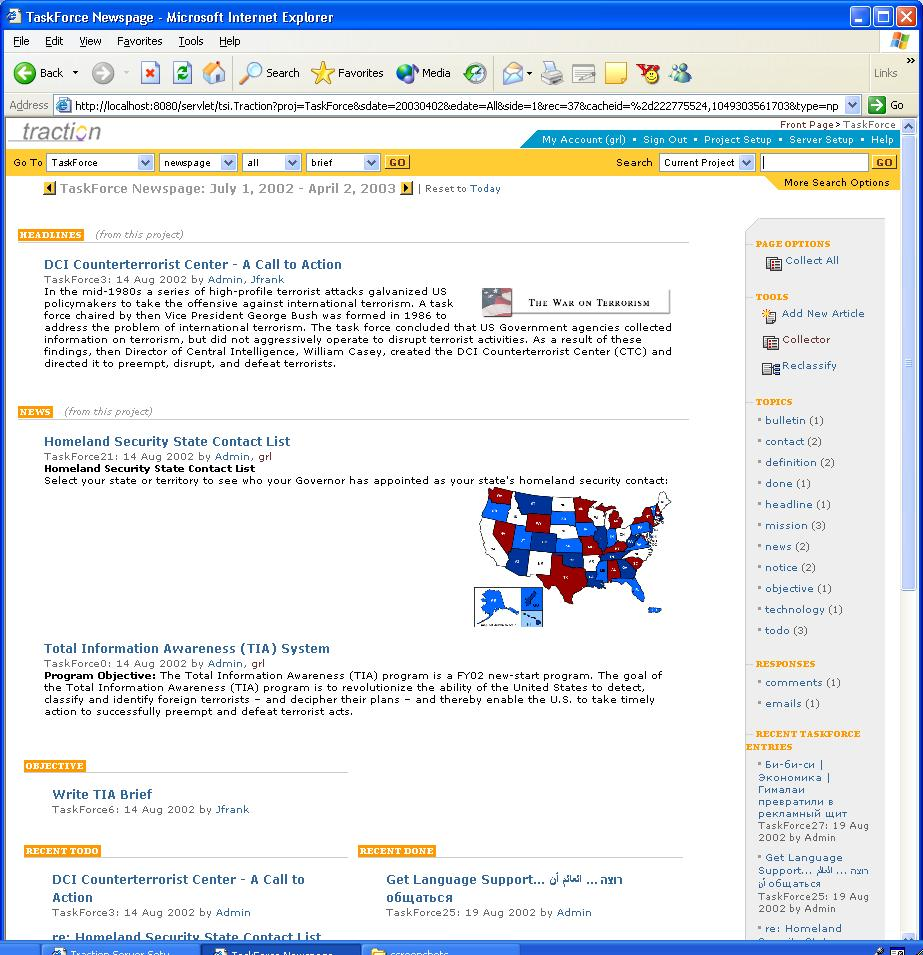 TaskForce Newspage - Microsoft Internet Explorer
File Edit View Favorites Tools Help
Back Search Favorites Media Links
Address http://localhost:8080/servlet/tsi.Traction?proj=TaskForce&sdate=20030402&edate=All&side=1&rec=37&cacheid=%2d222775524,1049303561703&type=np Go
traction
Front Page> TaskForce
My Account (grl) • Sign Out • Project Setup • Server Setup • Help
Go To TaskForce newspage all brief GO Search Current Project GO
More Search Options
TaskForce Newspage: July 1, 2002 - April 2, 2003 | Reset to Today
HEADLINES (from this project)
DCI Counterterrorist Center - A Call to Action
TaskForce3: 14 Aug 2002 by Admin, Jfrank
In the mid-1980s a series of high-profile terrorist attacks galvanized US
policymakers to take the offensive against international terrorism. A task
force chaired by then Vice President George Bush was formed in 1986 to
address the problem of international terrorism. The task force concluded that US Government agencies collected
information on terrorism, but did not aggressively operate to disrupt terrorist activities. As a result of these
findings, then Director of Central Intelligence, William Casey, created the DCI Counterterrorist Center (CTC) and
directed it to preempt, disrupt, and defeat terrorists.
THE WAR ON TERRORISM
NEWS (from this project)
Homeland Security State Contact List
TaskForce21: 14 Aug 2002 by Admin, grl
Homeland Security State Contact List
Select your state or territory to see who your Governor has appointed as your state's homeland security contact:
Total Information Awareness (TIA) System
TaskForce0: 14 Aug 2002 by Admin, grl
Program Objective: The Total Information Awareness (TIA) program is a FY02 new-start program. The goal of
the Total Information Awareness (TIA) program is to revolutionize the ability of the United States to detect,
classify and identify foreign terrorists – and decipher their plans – and thereby enable the U.S. to take timely
action to successfully preempt and defeat terrorist acts.
OBJECTIVE
Write TIA Brief
TaskForce6: 14 Aug 2002 by Jfrank
RECENT TODO
DCI Counterterrorist Center - A Call to
Action
TaskForce3: 14 Aug 2002 by Admin
re: Homeland Security State Contact List
RECENT DONE
Get Language Support... רוצה ... العالم أن
общаться
TaskForce25: 19 Aug 2002 by Admin
PAGE OPTIONS
Collect All
TOOLS
Add New Article
Collector
Reclassify
TOPICS
• bulletin (1)
• contact (2)
• definition (2)
• done (1)
• headline (1)
• mission (3)
• news (2)
• notice (2)
• objective (1)
• technology (1)
• todo (3)
RESPONSES
• comments (1)
• emails (1)
RECENT TASKFORCE
ENTRIES
• Би-би-си |
Экономика |
Гималаи
превратили в
рекламный щит
TaskForce27: 19 Aug
2002 by Admin
• Get Language
Support... רוצה ... العالم
أن общаться
TaskForce25: 19 Aug
2002 by Admin
• re: Homeland
Security State
Traction Server Setu... TaskForce Newspage... screenshots